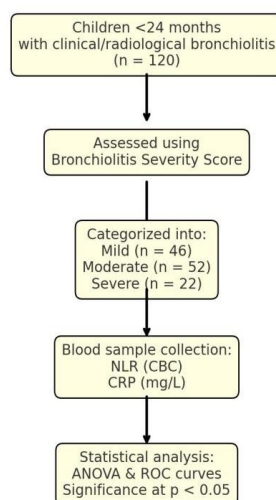 Children <24 months
with clinical/radiological bronchiolitis
(n = 120)
Assessed using
Bronchiolitis Severity Score
Categorized into:
Mild (n = 46)
Moderate (n = 52)
Severe (n = 22)
Blood sample collection:
NLR (CBC)
CRP (mg/L)
Statistical analysis:
ANOVA & ROC curves
Significance at p < 0.05